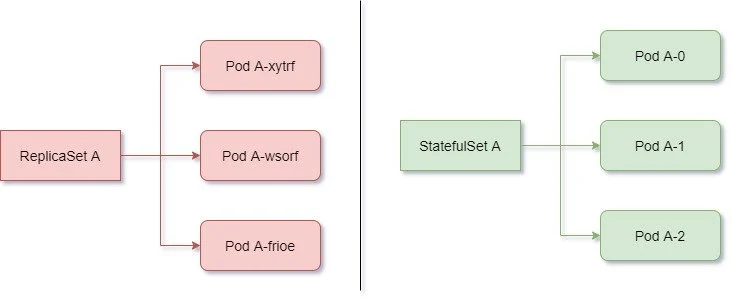 ReplicaSet A
Pod A-xytrf
Pod A-wsorf
Pod A-frioe
StatefulSet A
Pod A-0
Pod A-1
Pod A-2